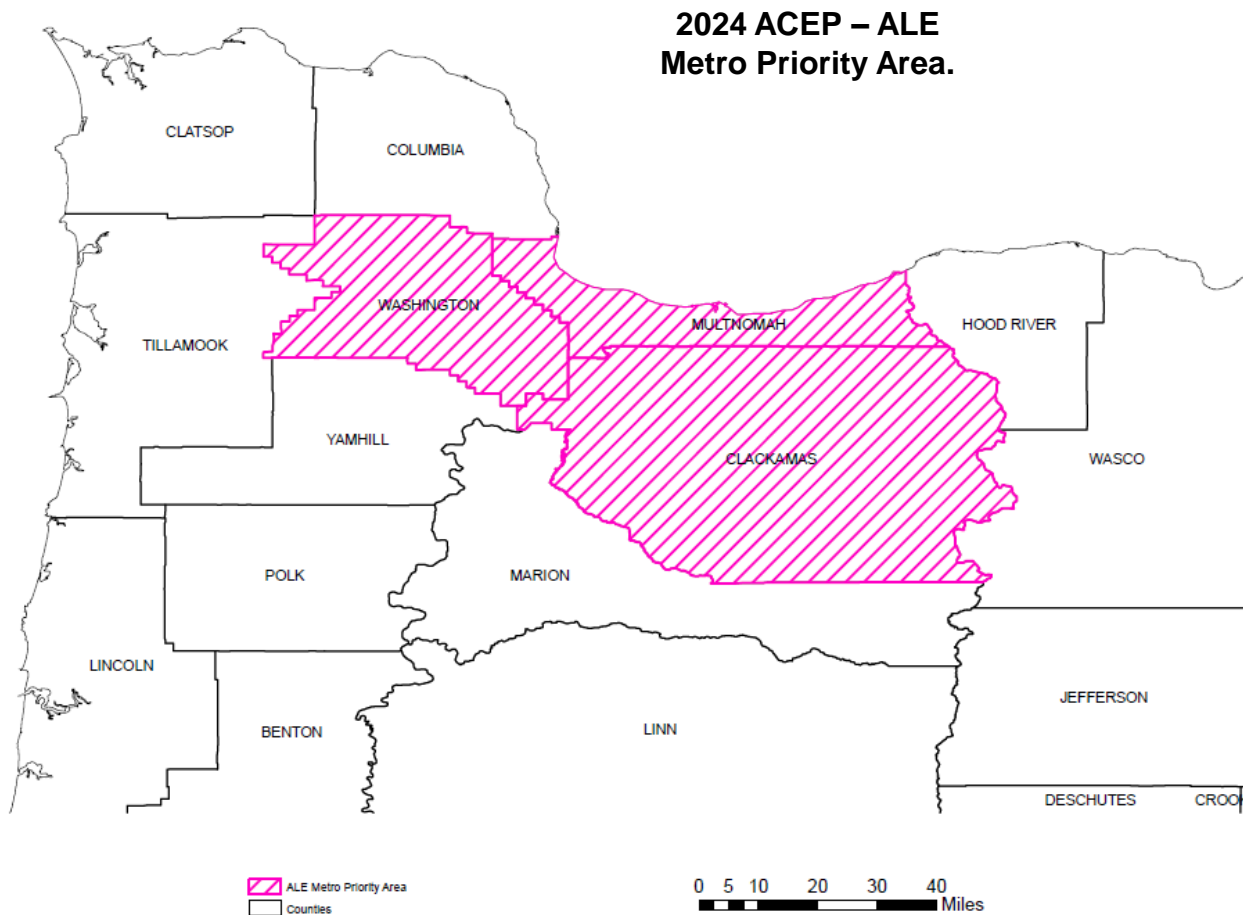 2024 ACEP – ALE
Metro Priority Area.
CLATSOP
COLUMBIA
WASHINGTON
MULTNOMAH
HOOD RIVER
TILLAMOOK
YAMHILL
CLACKAMAS
WASCO
POLK
MARION
LINCOLN
JEFFERSON
BENTON
LINN
DESCHUTES
CROOK
ALE Metro Priority Area
Counties
0 5 10 20 30 40
Miles